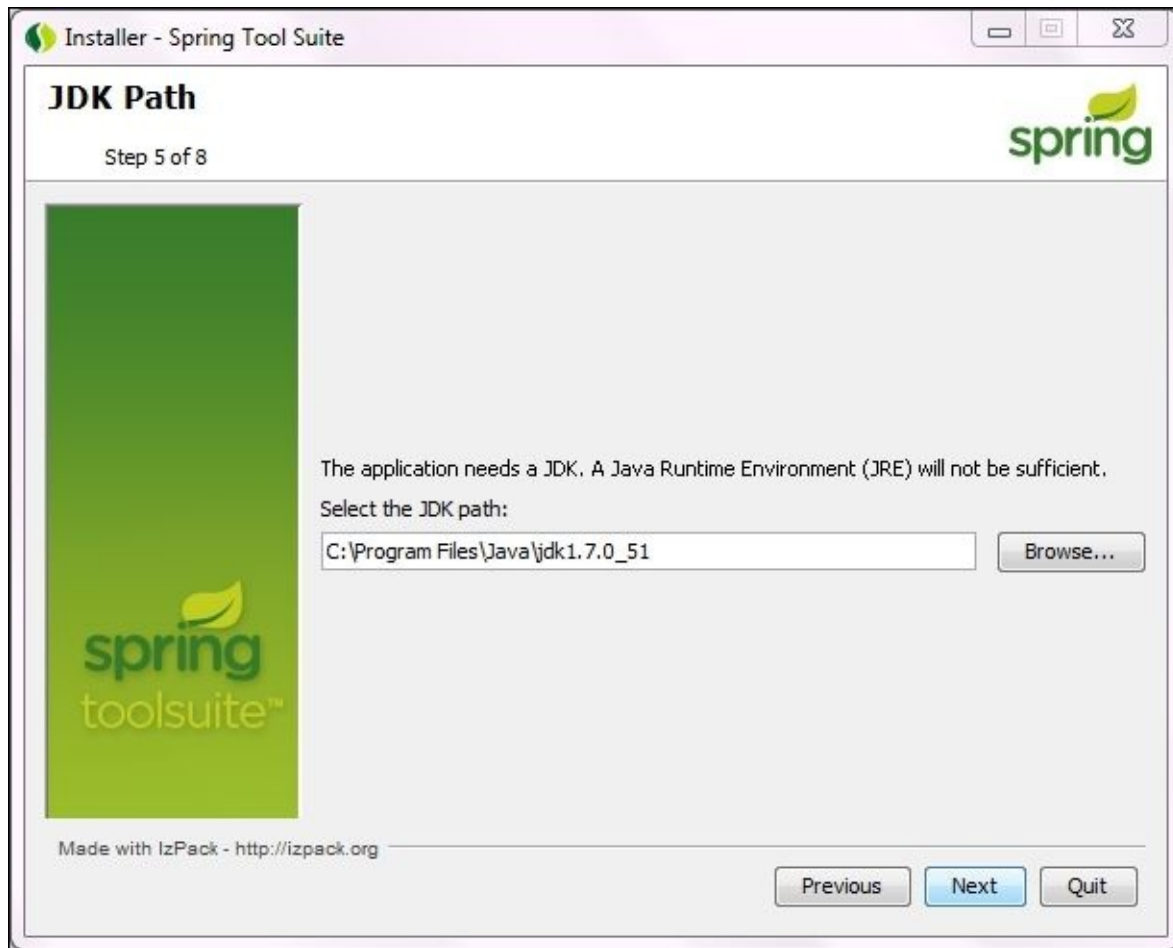 Installer - Spring Tool Suite
JDK Path
Step 5 of 8
spring
The application needs a JDK. A Java Runtime Environment (JRE) will not be sufficient.
Select the JDK path:
C:\Program Files\Java\jdk1.7.0_51
Browse...
spring
toolsuite™
Made with IzPack - http://izpack.org
Previous
Next
Quit